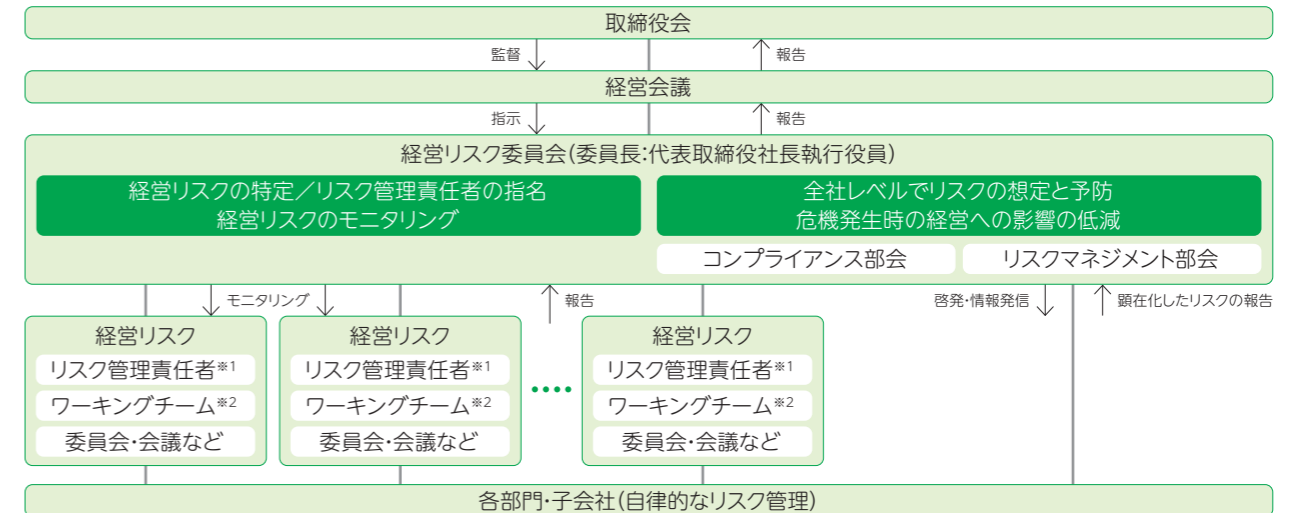 取締役会
監督
報告
経営会議
指示
報告
経営リスク委員会(委員長:代表取締役社長執行役員)
経営リスクの特定／リスク管理責任者の指名
経営リスクのモニタリング
全社レベルでリスクの想定と予防
危機発生時の経営への影響の低減
コンプライアンス部会
リスクマネジメント部会
モニタリング
報告
啓発・情報発信
顕在化したリスクの報告
経営リスク
リスク管理責任者※1
ワーキングチーム※2
委員会・会議など
経営リスク
リスク管理責任者※1
ワーキングチーム※2
委員会・会議など
••••
経営リスク
リスク管理責任者※1
ワーキングチーム※2
委員会・会議など
各部門・子会社(自律的なリスク管理)